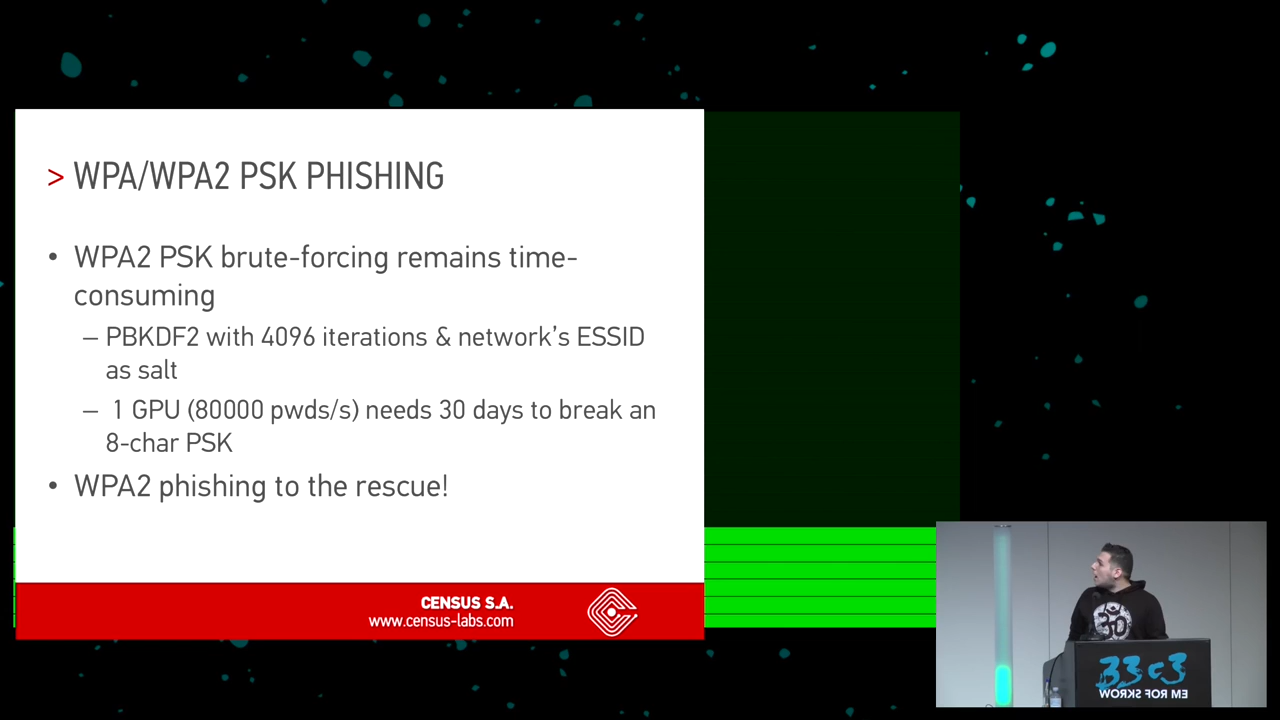 > WPA/WPA2 PSK PHISHING
• WPA2 PSK brute-forcing remains time-
consuming
– PBKDF2 with 4096 iterations & network's ESSID
as salt
– 1 GPU (80000 pwds/s) needs 30 days to break an
8-char PSK
• WPA2 phishing to the rescue!
CENSUS S.A.
www.census-labs.com
33c3
WORKS FOR ME